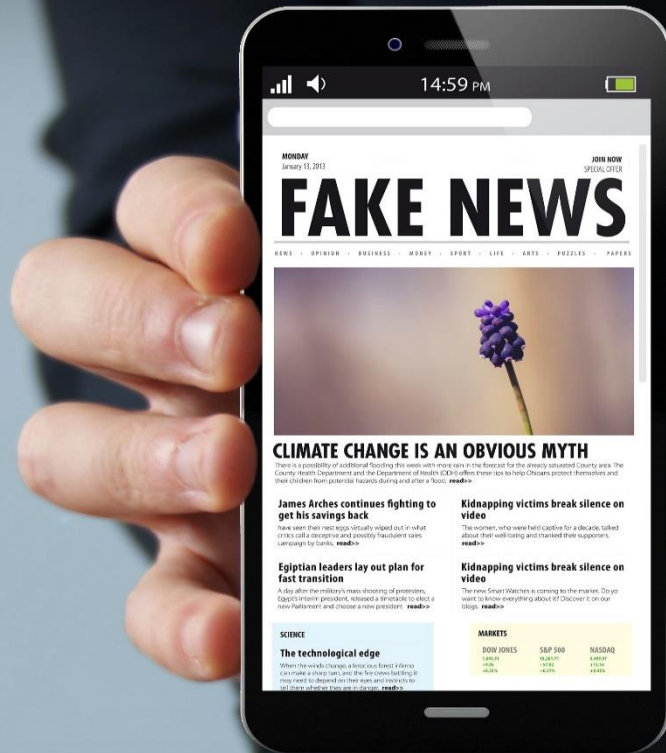 14:59 PM
MONDAY
January 13, 2013
JOIN NOW
SPECIAL OFFER
FAKE NEWS
NEWS · OPINION · BUSINESS · MONEY · SPORT · LIFE · ARTS · PUZZLES · PAPERS
CLIMATE CHANGE IS AN OBVIOUS MYTH
There is a possibility of additional flooding this week with more rain in the forecast for the already saturated County area. The
County Health Department and the Department of Health (ODH) offers these tips to help Ohioans protect themselves and
their children from potential hazards during and after a flood. read>>
James Arches continues fighting to
get his savings back
have seen their nest eggs virtually wiped out in what
critics call a deceptive and possibly fraudulent sales
campaign by banks. read>>
Kidnapping victims break silence on
video
The women, who were held captive for a decade, talked
about their well-being and thanked their supporters.
read>>
Egiptian leaders lay out plan for
fast transition
A day after the military's mass shooting of protesters,
Egypt's interim president, released a timetable to elect a
new Parliament and choose a new president read>>
Kidnapping victims break silence on
video
The new Smart Watches is coming to the market. Do yo
want to know everything about it? Discover it on our
blogs. read>>
SCIENCE
The technological edge
When the winds change, a ferocious forest inferno
can make a sharp turn; and the fire crews battling it
may need to depend on their eyes and instincts to
tell them whether they are in danger. read>>
MARKETS
DOW JONES S&P 500 NASDAQ